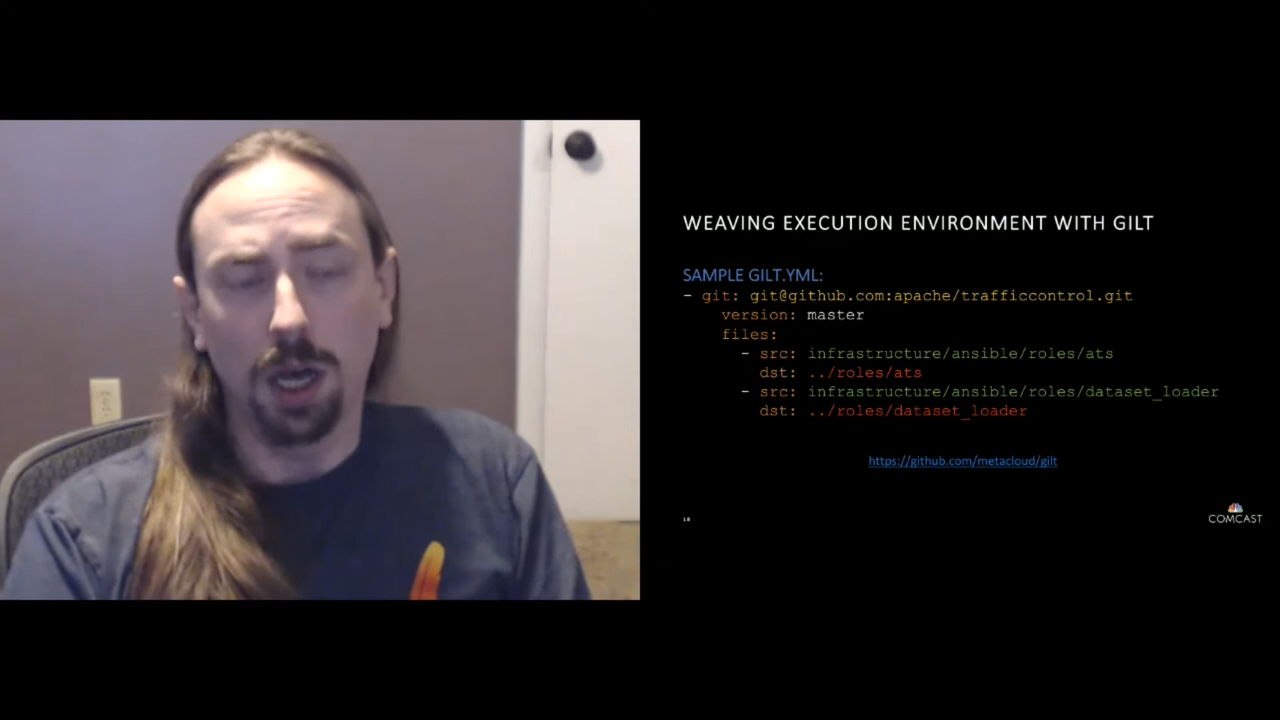 WEAVING EXECUTION ENVIRONMENT WITH GILT
SAMPLE GILT.YML:
- git: git@github.com:apache/trafficcontrol.git
version: master
files:
- src: infrastructure/ansible/roles/ats
dst: ../roles/ats
- src: infrastructure/ansible/roles/dataset_loader
dst: ../roles/dataset_loader
https://github.com/metacloud/gilt
18
COMCAST